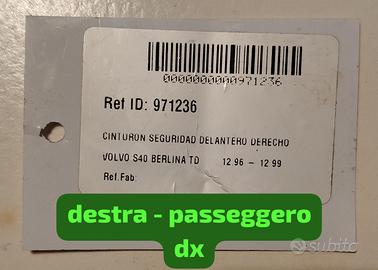 0000000000971236
Ref ID: 971236
CINTURON SEGURIDAD DELANTERO DERECHO
VOLVO S40 BERLINA TD 12.96 – 12.99
Ref.Fab:
destra - passeggero
dx
subito